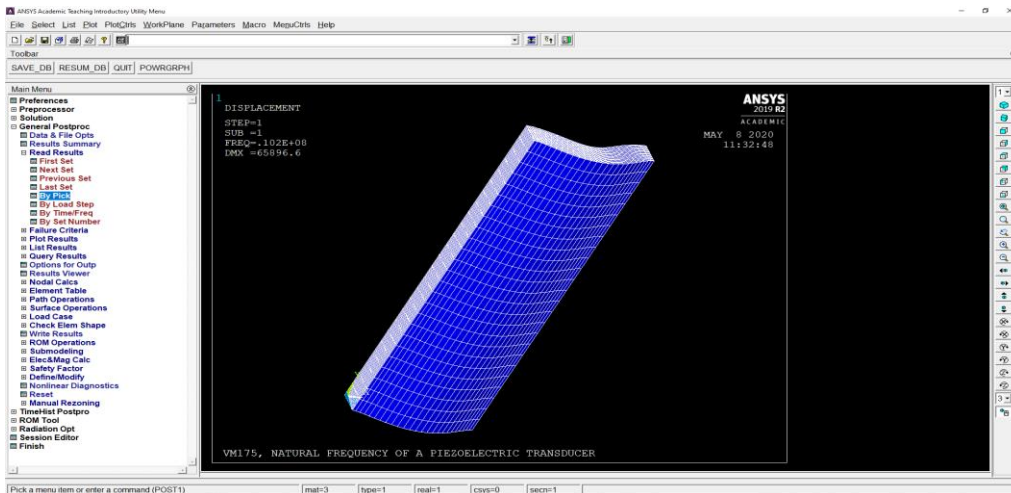 ANSYS Academic Teaching Introductory Utility Menu
File Select List Plot PlotCtrls WorkPlane Parameters Macro MenuCtrls Help
Toolbar
SAVE_DB RESUM_DB QUIT POWRGRPH
Main Menu
Preferences
Preprocessor
Solution
General Postproc
Data & File Opts
Results Summary
Read Results
First Set
Next Set
Previous Set
Last Set
By Pick
By Load Step
By Time/Freq
By Set Number
Failure Criteria
Plot Results
List Results
Query Results
Options for Outp
Results Viewer
Nodal Calcs
Element Table
Path Operations
Surface Operations
Load Case
Check Elem Shape
Write Results
ROM Operations
Submodeling
Elec&Mag Calc
Safety Factor
Define/Modify
Nonlinear Diagnostics
Reset
Manual Rezoning
TimeHist Postpro
ROM Tool
Radiation Opt
Session Editor
Finish
1
DISPLACEMENT
STEP=1
SUB =1
FREQ=.102E+08
DMX =65896.6
ANSYS
2019 R2
ACADEMIC
MAY 8 2020
11:32:48
VM175, NATURAL FREQUENCY OF A PIEZOELECTRIC TRANSDUCER
1
3
Pick a menu item or enter a command (POST1) mat=3 type=1 real=1 csys=0 secn=1